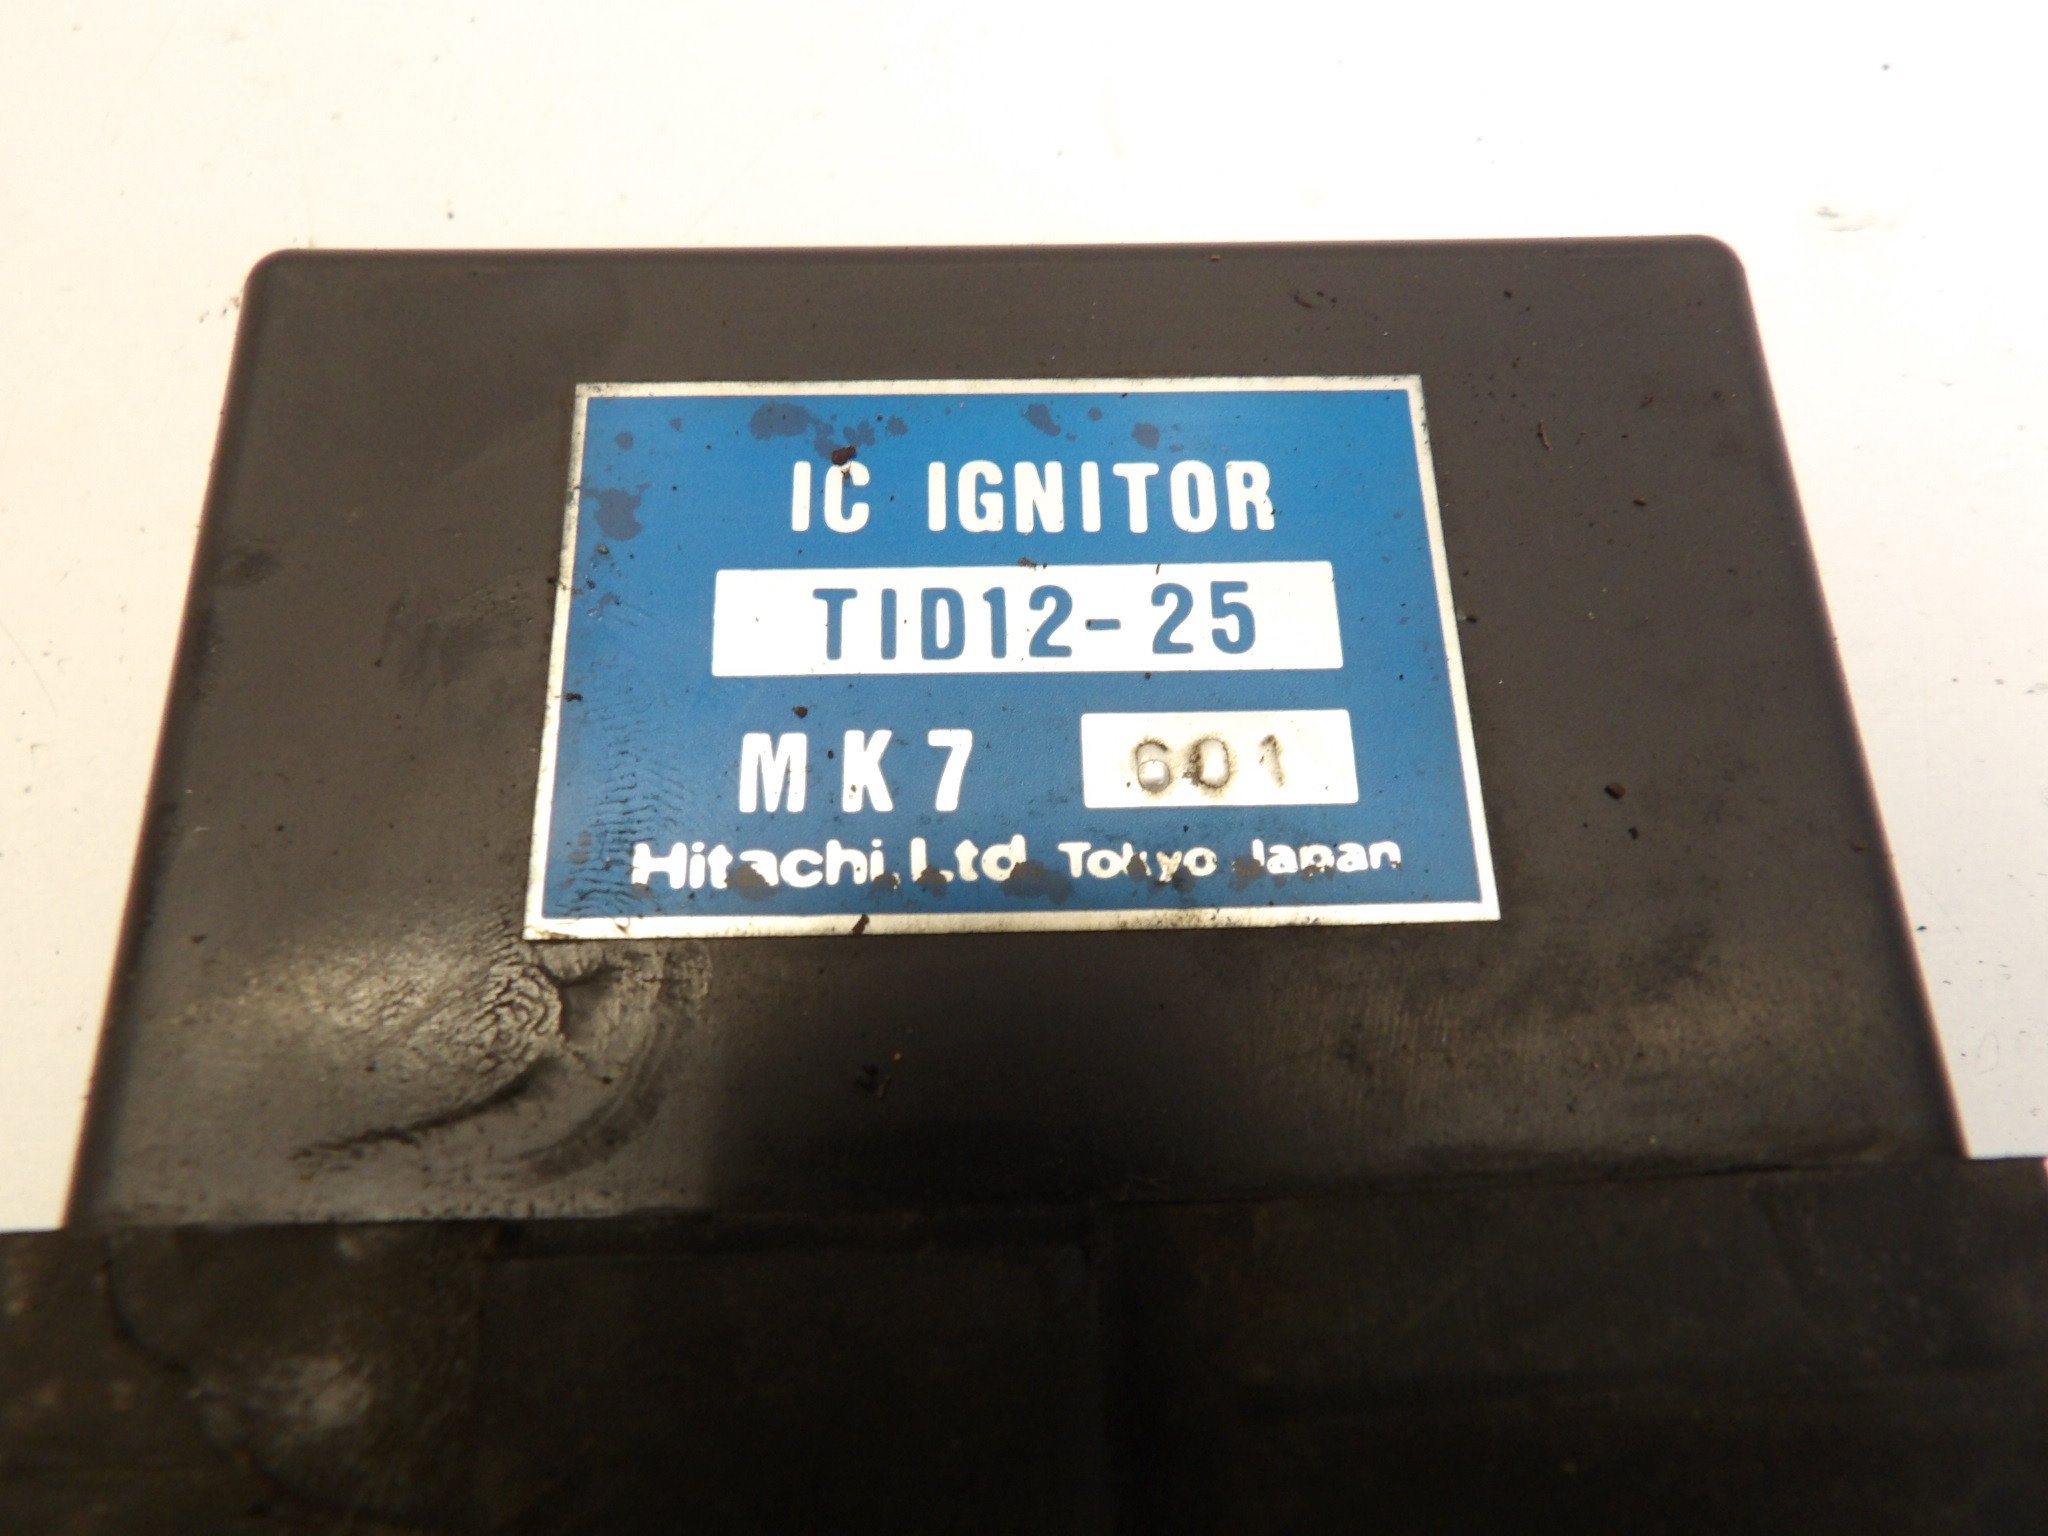 IC IGNITOR
TID12-25
MK7 601
Hitachi, Ltd Tokyo Japan